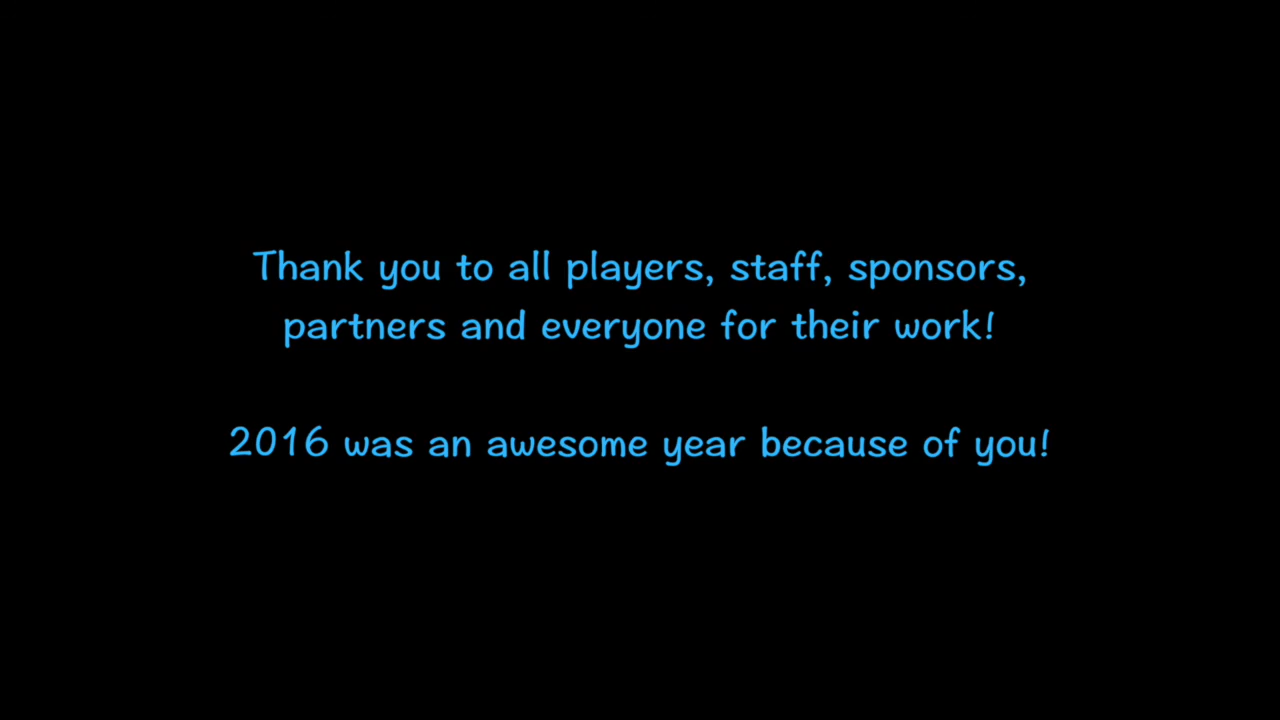 Thank you to all players, staff, sponsors,
partners and everyone for their work!
2016 was an awesome year because of you!